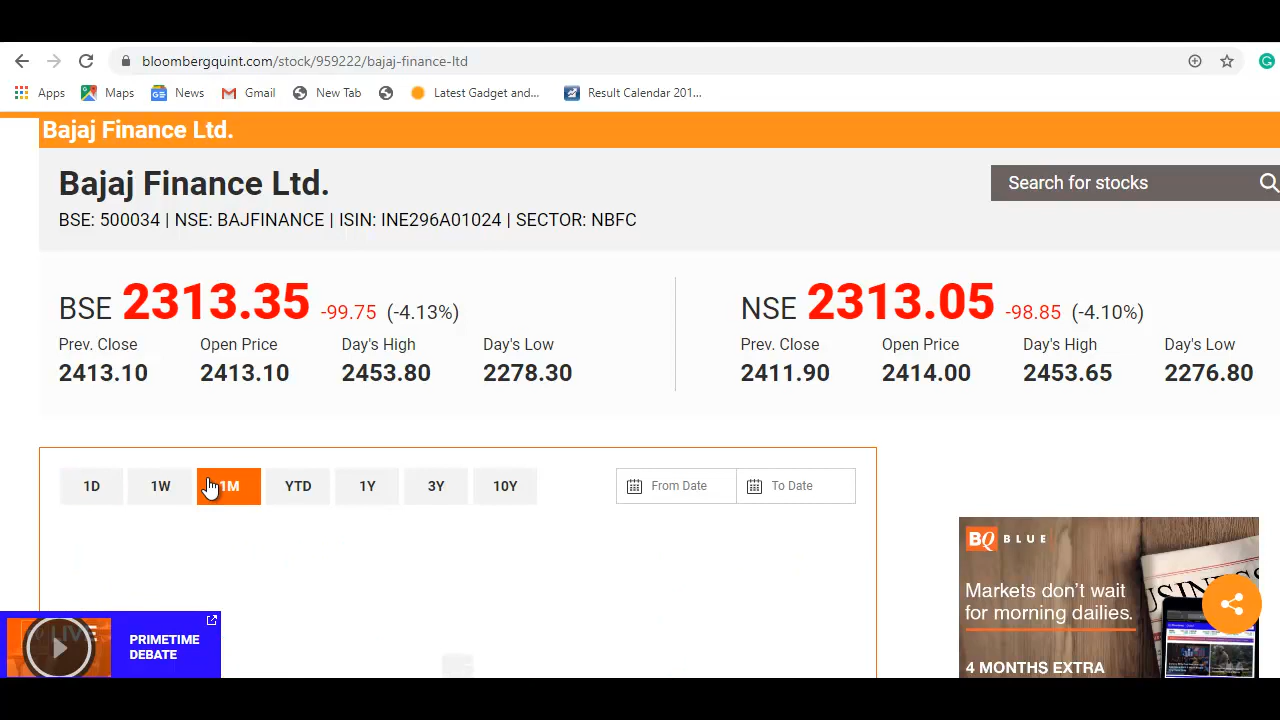 bloombergquint.com/stock/959222/bajaj-finance-ltd
Apps Maps News Gmail New Tab Latest Gadget and... Result Calendar 201...
Bajaj Finance Ltd.
Bajaj Finance Ltd.
Search for stocks
BSE: 500034 | NSE: BAJFINANCE | ISIN: INE296A01024 | SECTOR: NBFC
BSE 2313.35 -99.75 (-4.13%)
Prev. Close Open Price Day's High Day's Low
2413.10 2413.10 2453.80 2278.30
NSE 2313.05 -98.85 (-4.10%)
Prev. Close Open Price Day's High Day's Low
2411.90 2414.00 2453.65 2276.80
1D 1W 1M YTD 1Y 3Y 10Y From Date To Date
BQ BLUE
Markets don't wait
for morning dailies.
4 MONTHS EXTRA
LIVE
PRIMETIME
DEBATE